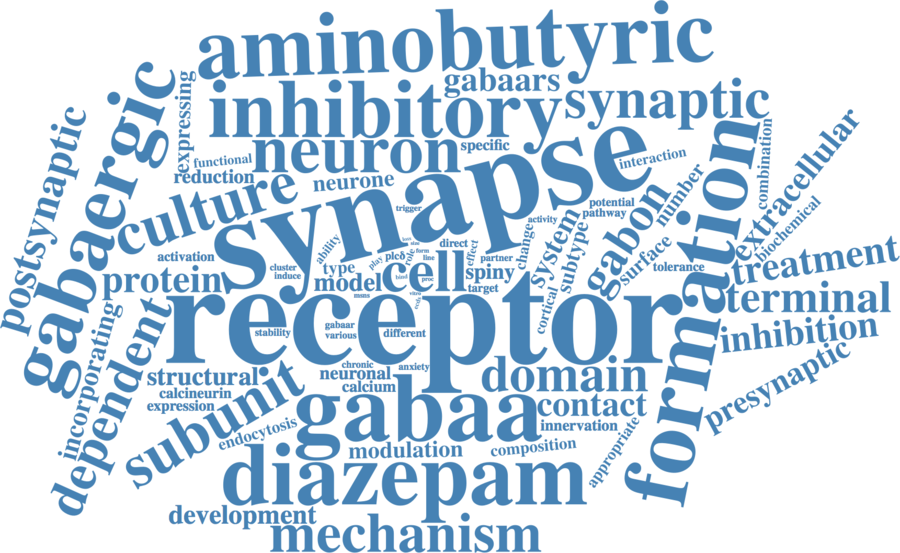 aminobutyric
gabaars
inhibitory
synaptic
gabaergic
expressing
postsynaptic
neuron
specific
functional
reduction
neurone
interaction
synapse
culture
combination
extracellular
biochemical
formation
number
gabon
surface
potential
pathway
trigger
activity
change
system
subtype
cortical
tolerance
activation
ability
direct
effect
partner
plcδ
play
role
form
line
cluster
induce
type
model
cell
spiny
target
protein
msns
treatment
terminal
inhibition
presynaptic
receptor
stability
gabaar
various
different
incorporating
dependent
structural
calcineurin
expression
subunit
endocytosis
chronic
neuronal
calcium
anxiety
domain
gabaa
contact
innervation
modulation
composition
appropriate
diazepam
development
mechanism